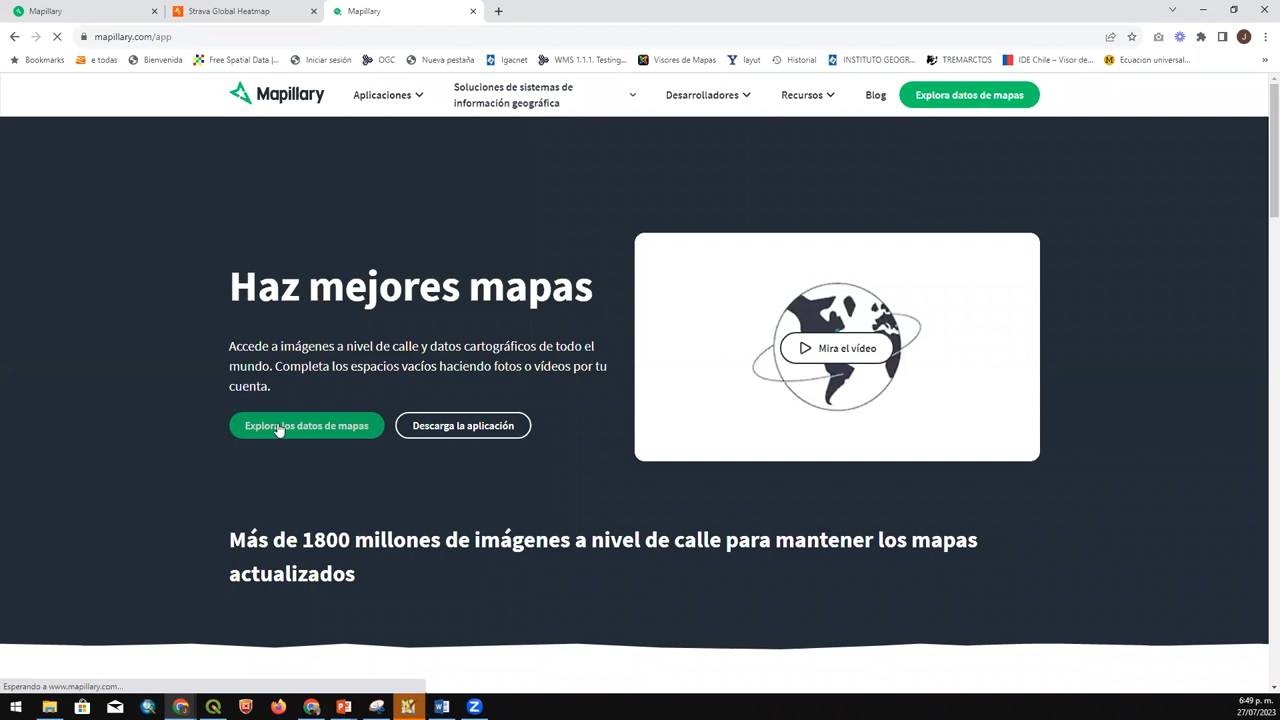 Mapillary
Strava Global Heatmap
Mapillary
mapillary.com/app
J
Bookmarks
e todas
Bienvenida
Free Spatial Data |...
Iniciar sesión
OGC
Nueva pestaña
Igacnet
WMS 1.1.1. Testing...
Visores de Mapas
layut
Historial
INSTITUTO GEOGR...
TREMARCTOS
IDE Chile – Visor de...
Ecuacion universal...
»
Mapillary
Aplicaciones
Soluciones de sistemas de
información geográfica
Desarrolladores
Recursos
Blog
Explora datos de mapas
Haz mejores mapas
Accede a imágenes a nivel de calle y datos cartográficos de todo el
mundo. Completa los espacios vacíos haciendo fotos o vídeos por tu
cuenta.
Explora los datos de mapas
Descarga la aplicación
Mira el vídeo
Más de 1800 millones de imágenes a nivel de calle para mantener los mapas
actualizados
Esperando a www.mapillary.com...
6:49 p. m.
27/07/2023